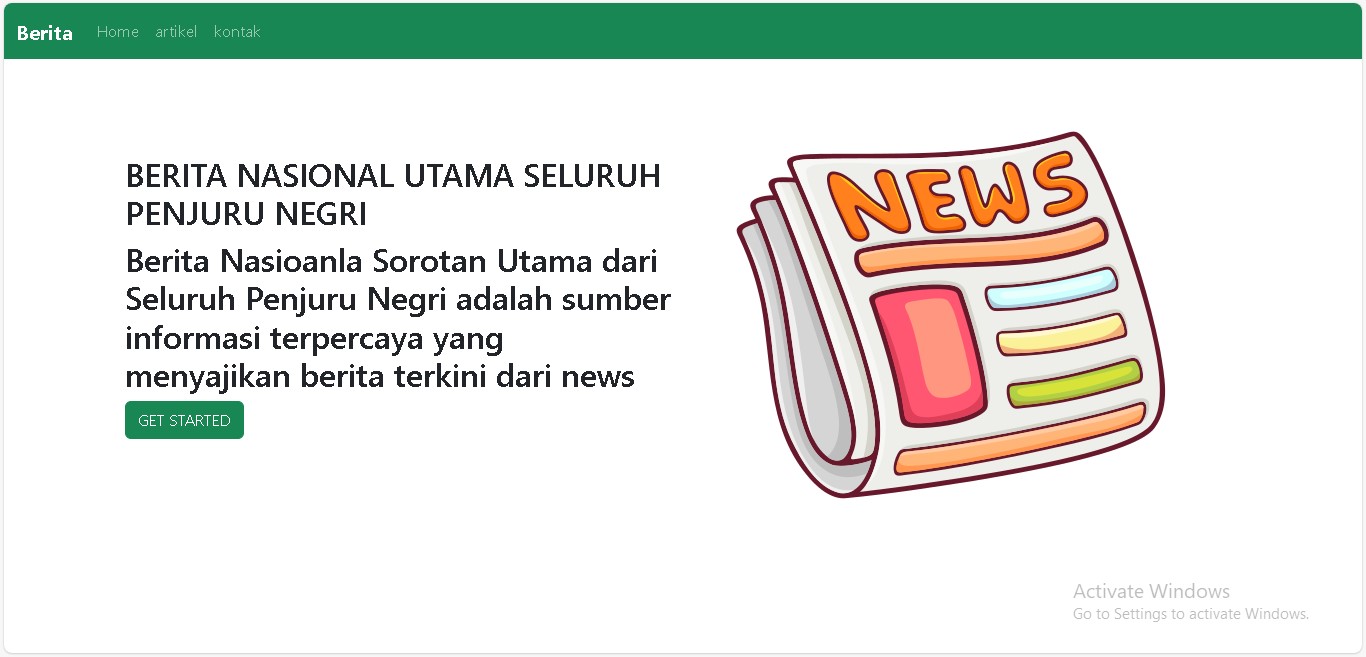 Berita Home artikel kontak
BERITA NASIONAL UTAMA SELURUH
PENJURU NEGRI
Berita Nasioanla Sorotan Utama dari
Seluruh Penjuru Negri adalah sumber
informasi terpercaya yang
menyajikan berita terkini dari news
GET STARTED
NEWS
Activate Windows
Go to Settings to activate Windows.